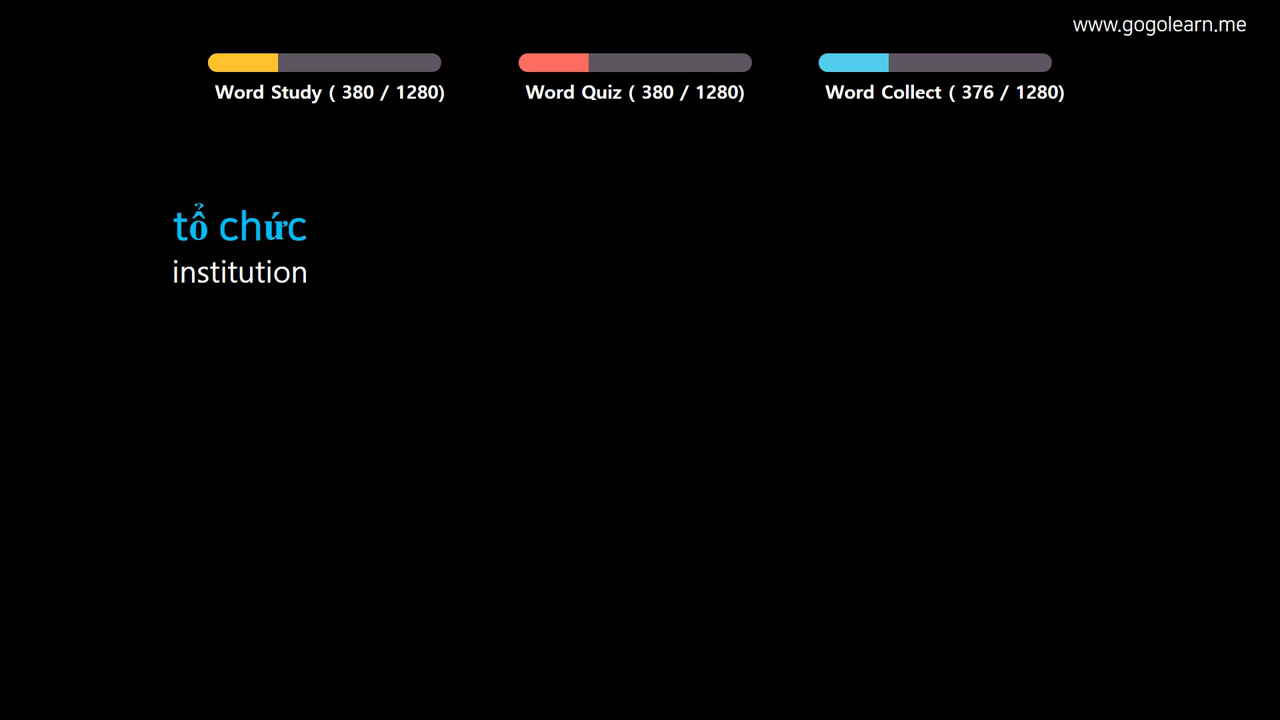 www.gogolearn.me
Word Study ( 380 / 1280)
Word Quiz ( 380 / 1280)
Word Collect ( 376 / 1280)
tổ chức
institution